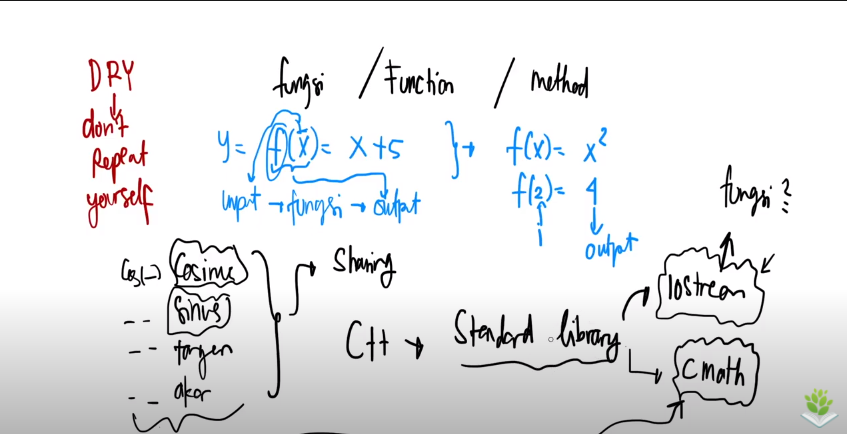 DRY
don't
Repeat
yourself
fungsi / Function / method
y = f(x) = x + 5
input → fungsi → output
f(x) = x²
f(2) = 4
i
output
Cos(–) Cosinus
-- Sinus
-- tangen
-- akar
Sharing
C++ → Standard library
fungsi ?
Iostream
Cmath